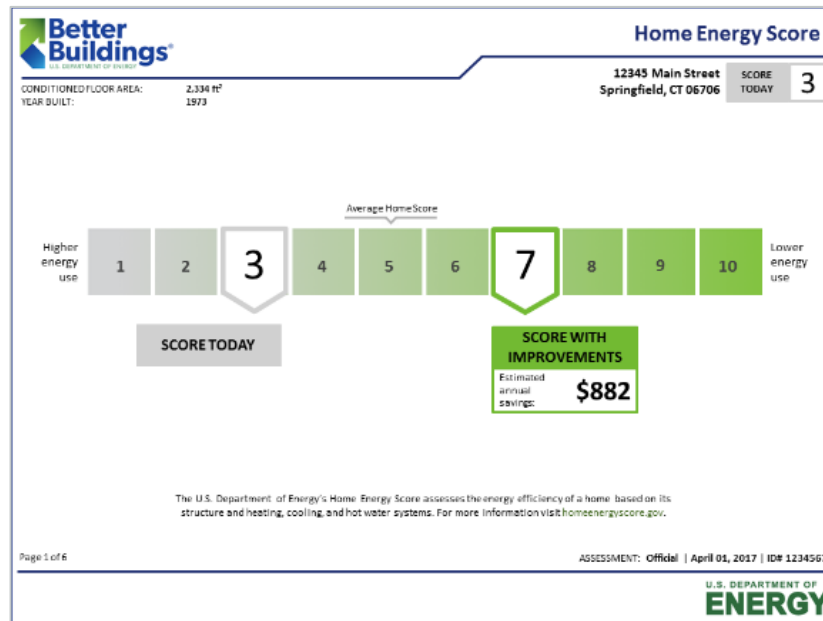 Better
Buildings®
U.S. DEPARTMENT OF ENERGY
Home Energy Score
CONDITIONED FLOOR AREA: 2,334 ft²
YEAR BUILT: 1973
12345 Main Street
Springfield, CT 06706
SCORE
TODAY
3
Average Home Score
Higher
energy
use
1 2 3 4 5 6 7 8 9 10
Lower
energy
use
SCORE TODAY
SCORE WITH
IMPROVEMENTS
Estimated
annual
savings:
$882
The U.S. Department of Energy's Home Energy Score assesses the energy efficiency of a home based on its
structure and heating, cooling, and hot water systems. For more information visit homeenergyscore.gov.
Page 1 of 6
ASSESSMENT: Official | April 01, 2017 | ID# 1234567
U.S. DEPARTMENT OF
ENERGY